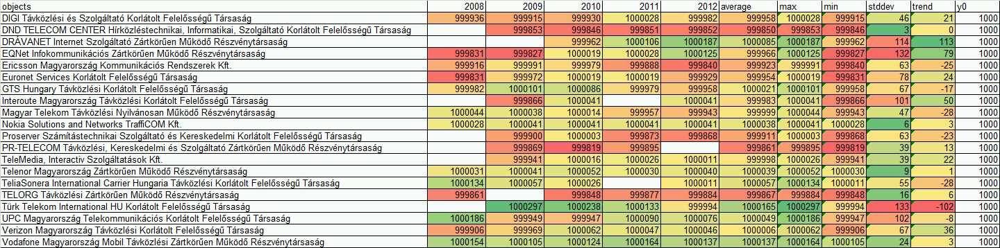 objects 2008 2009 2010 2011 2012 average max min stddev trend y0
DIGI Távközlési és Szolgáltató Korlátolt Felelősségű Társaság 999936 999915 999930 1000028 999982 999958 1000028 999915 46 21 1000
DND TELECOM CENTER Hírközléstechnikai, Informatikai, Szolgáltató Korlátolt Felelősségű Társaság 999853 999846 999851 999852 999850 999853 999846 3 0 1000
DRÁVANET Internet Szolgáltató Zártkörűen Működő Részvénytársaság 999962 1000106 1000187 1000085 1000187 999962 114 113 1000
EQNet Infokommunikációs Zártkörűen Működő Részvénytársaság 999831 999827 1000019 1000028 1000125 999966 1000125 999827 132 79 1000
Ericsson Magyarország Kommunikációs Rendszerek Kft. 999916 999991 999979 999888 999840 999923 999991 999840 63 -25 1000
Euronet Services Korlátolt Felelősségű Társaság 999831 999972 1000019 1000019 999929 999954 1000019 999831 78 24 1000
GTS Hungary Távközlési Korlátolt Felelősségű Társaság 999982 1000101 1000086 999979 999958 1000021 1000101 999958 67 -17 1000
Interoute Magyarország Távközlési Korlátolt Felelősségű Társaság 999866 1000041 1000041 999983 1000041 999866 101 50 1000
Magyar Telekom Távközlési Nyilvánosan Működő Részvénytársaság 1000044 1000038 1000014 999957 999943 999999 1000044 999943 47 -28 1000
Nokia Solutions and Networks TraffiCOM Kft. 1000028 1000041 1000041 1000041 1000041 1000038 1000041 1000028 6 3 1000
Proserver Számítástechnikai Szolgáltató és Kereskedelmi Korlátolt Felelősségű Társaság 999900 1000003 999873 999868 999911 1000003 999868 63 -23 1000
PR-TELECOM Távközlési, Kereskedelmi és Szolgáltató Zártkörűen Működő Részvénytársaság 999869 999819 999895 999861 999895 999819 39 13 1000
TeleMedia, Interactiv Szolgáltatások Kft. 999941 1000016 1000026 1000011 999998 1000026 999941 39 22 1000
Telenor Magyarország Zártkörűen Működő Részvénytársaság 1000031 1000041 1000052 1000030 1000040 1000039 1000052 1000030 9 1 1000
TeliaSonera International Carrier Hungaria Távközlési Korlátolt Felelősségű Társaság 1000134 1000057 1000026 1000011 1000057 1000134 1000011 55 -28 1000
TELORG Távközlési Zártkörűen Működő Részvénytársaság 999861 999848 999877 999884 999867 999884 999848 16 6 1000
Türk Telekom International HU Korlátolt Felelősségű Társaság 1000297 1000238 1000133 999994 1000165 1000297 999994 133 -102 1000
UPC Magyarország Telekommunikációs Korlátolt Felelősségű Társaság 1000186 999949 999947 1000090 1000076 1000049 1000186 999947 102 -8 1000
Verizon Magyarország Távközlési Korlátolt Felelősségű Társaság 999906 999969 1000062 1000047 1000046 1000006 1000062 999906 67 36 1000
Vodafone Magyarország Mobil Távközlési Zártkörűen Működő Részvénytársaság 1000154 1000105 1000124 1000164 1000137 1000137 1000164 1000105 24 3 1000